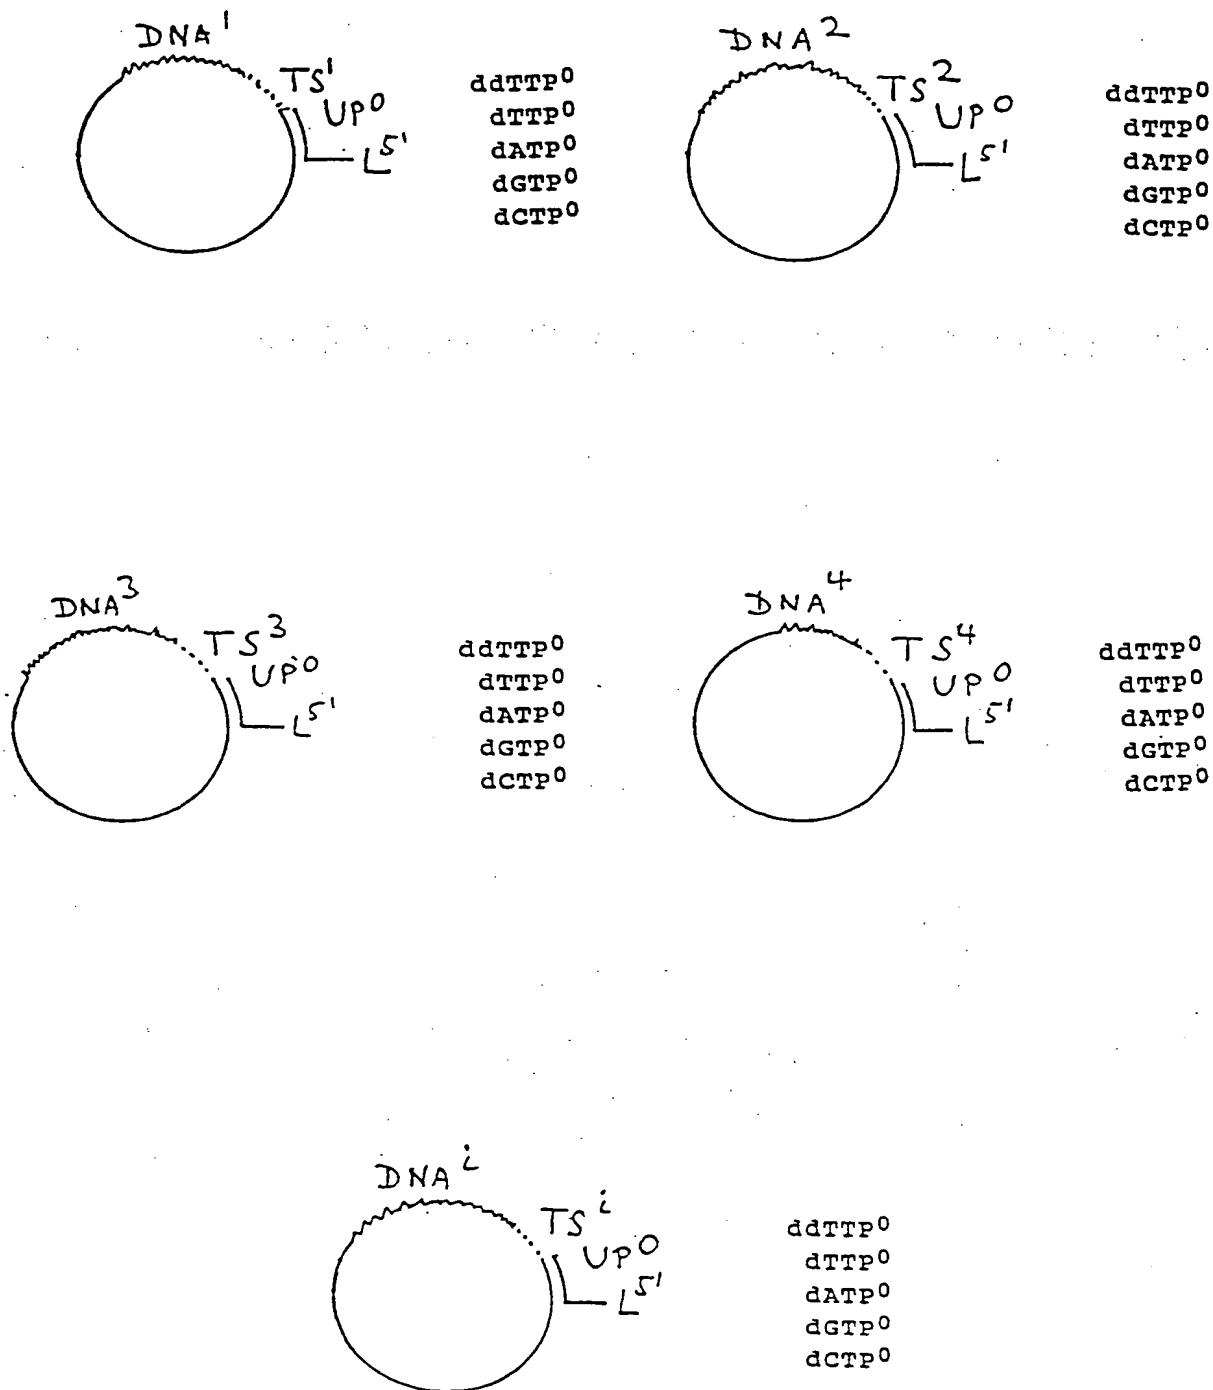 DNA¹
TS¹
UP⁰
L⁵'
ddTTP⁰
dTTP⁰
dATP⁰
dGTP⁰
dCTP⁰
DNA²
TS²
UP⁰
L⁵'
ddTTP⁰
dTTP⁰
dATP⁰
dGTP⁰
dCTP⁰
DNA³
TS³
UP⁰
L⁵'
ddTTP⁰
dTTP⁰
dATP⁰
dGTP⁰
dCTP⁰
DNA⁴
TS⁴
UP⁰
L⁵'
ddTTP⁰
dTTP⁰
dATP⁰
dGTP⁰
dCTP⁰
DNAⁱ
TSⁱ
UP⁰
L⁵'
ddTTP⁰
dTTP⁰
dATP⁰
dGTP⁰
dCTP⁰